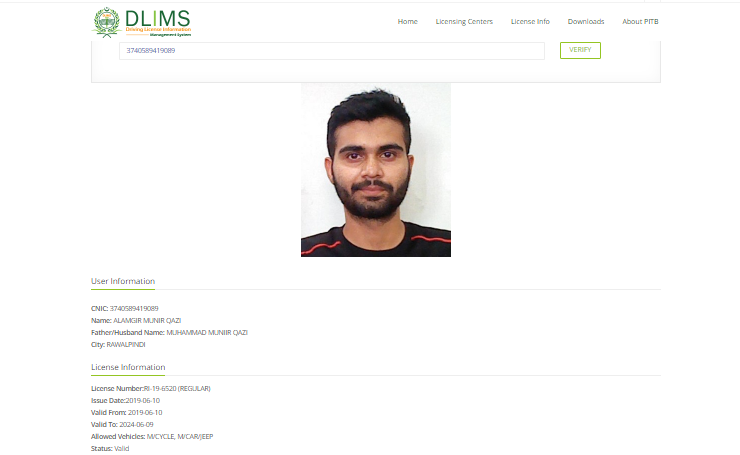 DLIMS
Driving License Information
Management System
Home Licensing Centers License Info Downloads About PITB
3740589419089 VERIFY
User Information
CNIC: 3740589419089
Name: ALAMGIR MUNIR QAZI
Father/Husband Name: MUHAMMAD MUNIIR QAZI
City: RAWALPINDI
License Information
License Number:RI-19-6520 (REGULAR)
Issue Date:2019-06-10
Valid From: 2019-06-10
Valid To: 2024-06-09
Allowed Vehicles: M/CYCLE, M/CAR/JEEP
Status: Valid